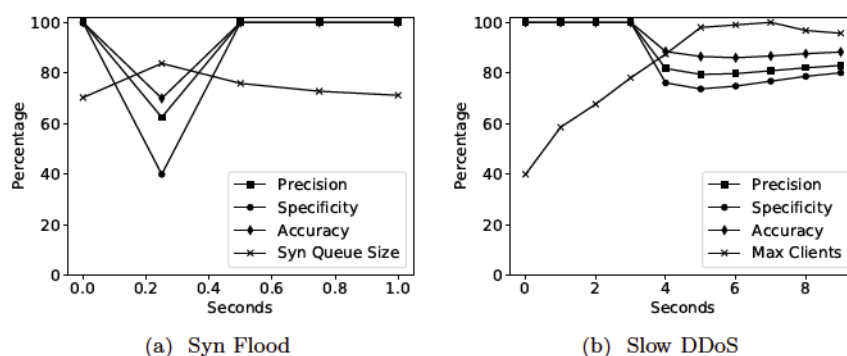 100
80
60
40
20
0
Percentage
Precision
Specificity
Accuracy
Syn Queue Size
0.0 0.2 0.4 0.6 0.8 1.0
Seconds
(a) Syn Flood
100
80
60
40
20
0
Percentage
Precision
Specificity
Accuracy
Max Clients
0 2 4 6 8
Seconds
(b) Slow DDoS